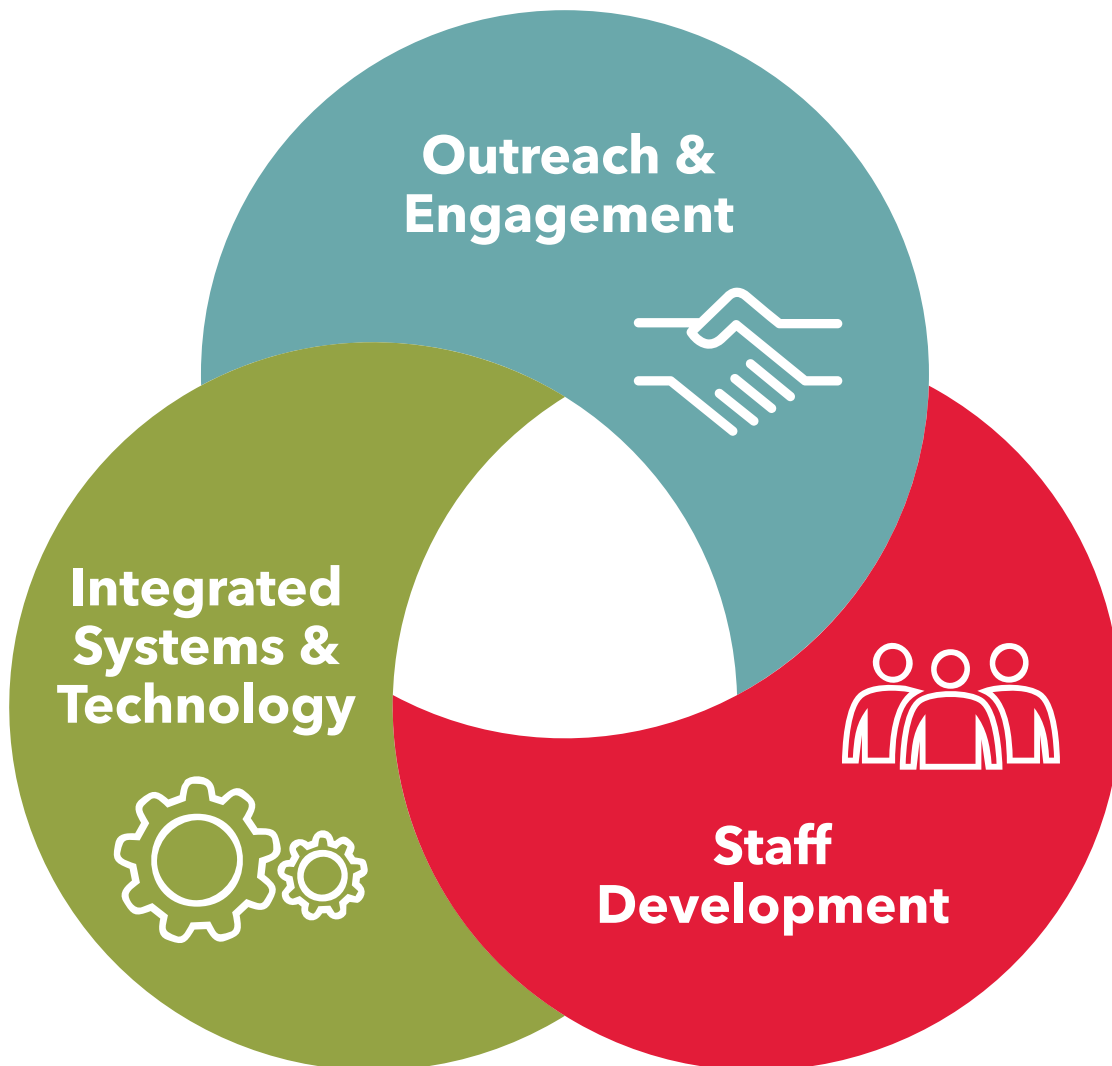 Outreach &
Engagement
Integrated
Systems &
Technology
Staff
Development